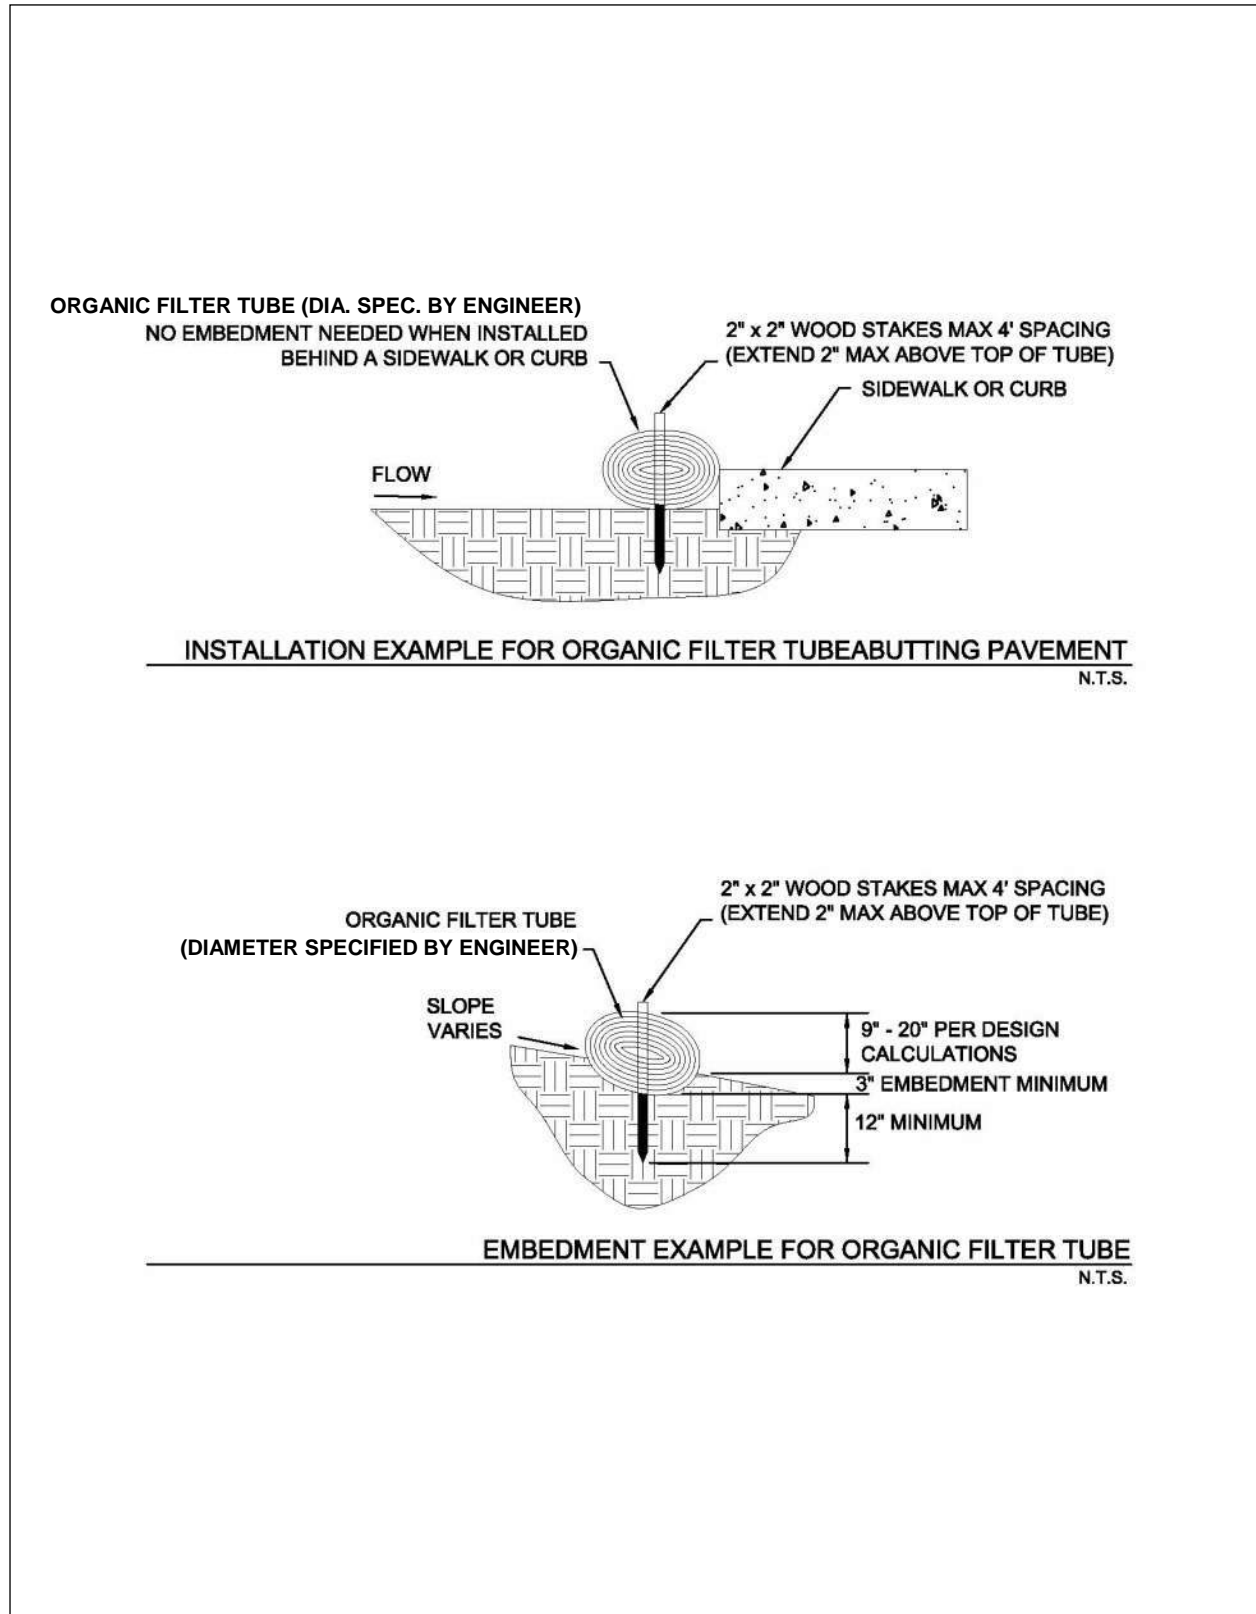 ORGANIC FILTER TUBE (DIA. SPEC. BY ENGINEER)
NO EMBEDMENT NEEDED WHEN INSTALLED
BEHIND A SIDEWALK OR CURB
2" x 2" WOOD STAKES MAX 4' SPACING
(EXTEND 2" MAX ABOVE TOP OF TUBE)
SIDEWALK OR CURB
FLOW
INSTALLATION EXAMPLE FOR ORGANIC FILTER TUBEABUTTING PAVEMENT
N.T.S.
2" x 2" WOOD STAKES MAX 4' SPACING
(EXTEND 2" MAX ABOVE TOP OF TUBE)
ORGANIC FILTER TUBE
(DIAMETER SPECIFIED BY ENGINEER)
SLOPE
VARIES
9" - 20" PER DESIGN
CALCULATIONS
3" EMBEDMENT MINIMUM
12" MINIMUM
EMBEDMENT EXAMPLE FOR ORGANIC FILTER TUBE
N.T.S.